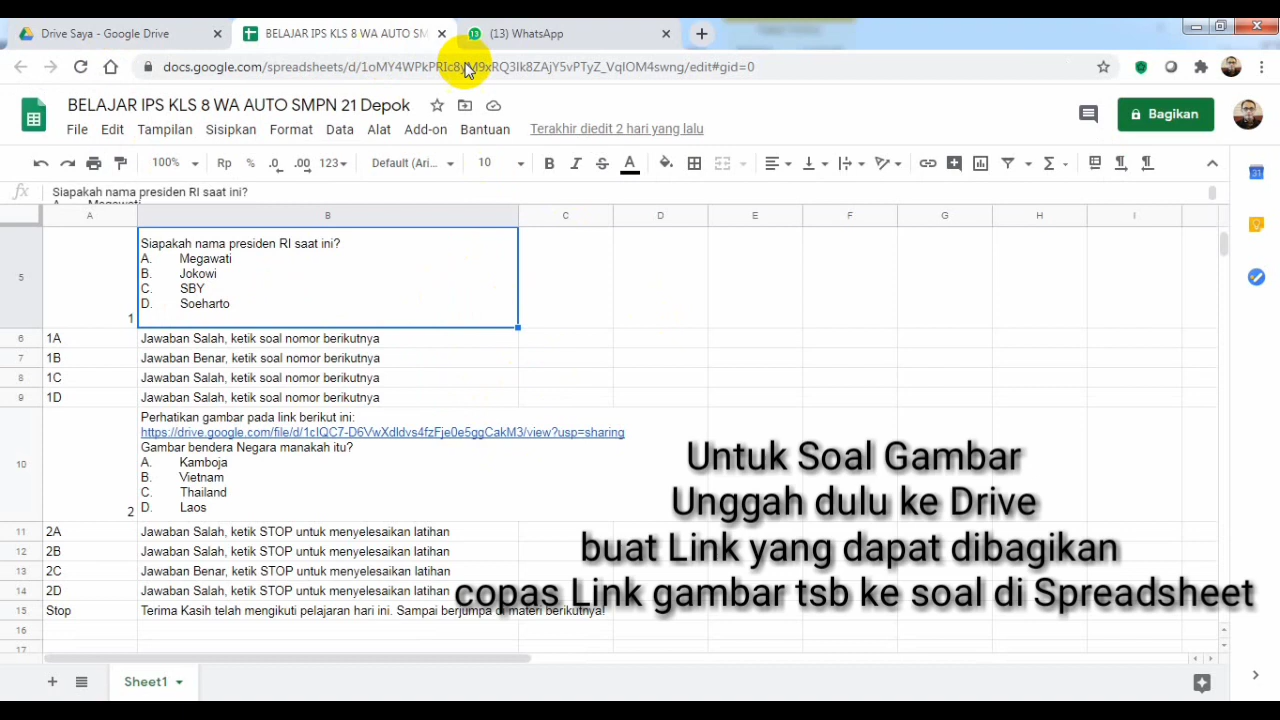 Drive Saya - Google Drive
BELAJAR IPS KLS 8 WA AUTO SM
13
(13) WhatsApp
docs.google.com/spreadsheets/d/1oMY4WPkPRIc8yM9xRQ3lk8ZAjY5vPTyZ_VqlOM4swng/edit#gid=0
BELAJAR IPS KLS 8 WA AUTO SMPN 21 Depok
File Edit Tampilan Sisipkan Format Data Alat Add-on Bantuan Terakhir diedit 2 hari yang lalu
Bagikan
100% Rp % .0 .00 123 Default (Ari... 10 B I S A
fx Siapakah nama presiden RI saat ini?
A. Megawati
A B C D E F G H I
5 1
Siapakah nama presiden RI saat ini?
A. Megawati
B. Jokowi
C. SBY
D. Soeharto
6 1A Jawaban Salah, ketik soal nomor berikutnya
7 1B Jawaban Benar, ketik soal nomor berikutnya
8 1C Jawaban Salah, ketik soal nomor berikutnya
9 1D Jawaban Salah, ketik soal nomor berikutnya
10 2
Perhatikan gambar pada link berikut ini:
https://drive.google.com/file/d/1clQC7-D6VwXdldvs4fzFje0e5ggCakM3/view?usp=sharing
Gambar bendera Negara manakah itu?
A. Kamboja
B. Vietnam
C. Thailand
D. Laos
11 2A Jawaban Salah, ketik STOP untuk menyelesaikan latihan
12 2B Jawaban Salah, ketik STOP untuk menyelesaikan latihan
13 2C Jawaban Benar, ketik STOP untuk menyelesaikan latihan
14 2D Jawaban Salah, ketik STOP untuk menyelesaikan latihan
15 Stop Terima Kasih telah mengikuti pelajaran hari ini. Sampai berjumpa di materi berikutnya!
16
17
Untuk Soal Gambar
Unggah dulu ke Drive
buat Link yang dapat dibagikan
copas Link gambar tsb ke soal di Spreadsheet
Sheet1
31